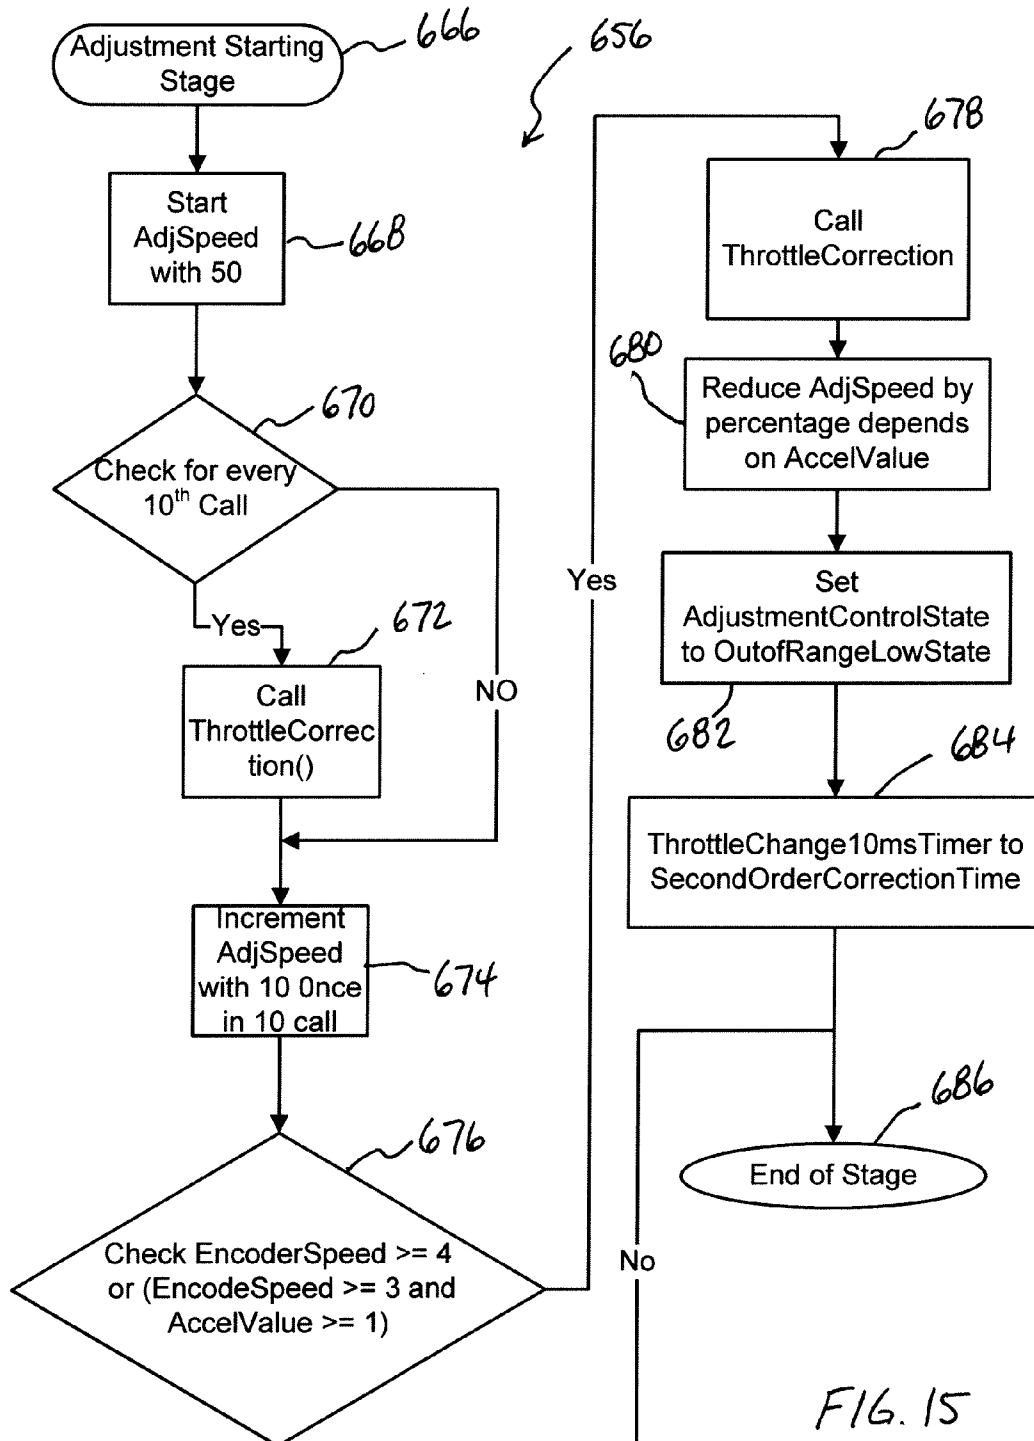 Adjustment Starting
Stage
666
656
Start
AdjSpeed
with 50
668
Check for every
10th Call
670
Yes
NO
672
Call
ThrottleCorrec
tion()
Increment
AdjSpeed
with 10 0nce
in 10 call
674
676
Check EncoderSpeed >= 4
or (EncodeSpeed >= 3 and
AccelValue >= 1)
Yes
No
678
Call
ThrottleCorrection
680
Reduce AdjSpeed by
percentage depends
on AccelValue
Set
AdjustmentControlState
to OutofRangeLowState
682
684
ThrottleChange10msTimer to
SecondOrderCorrectionTime
686
End of Stage
FIG. 15